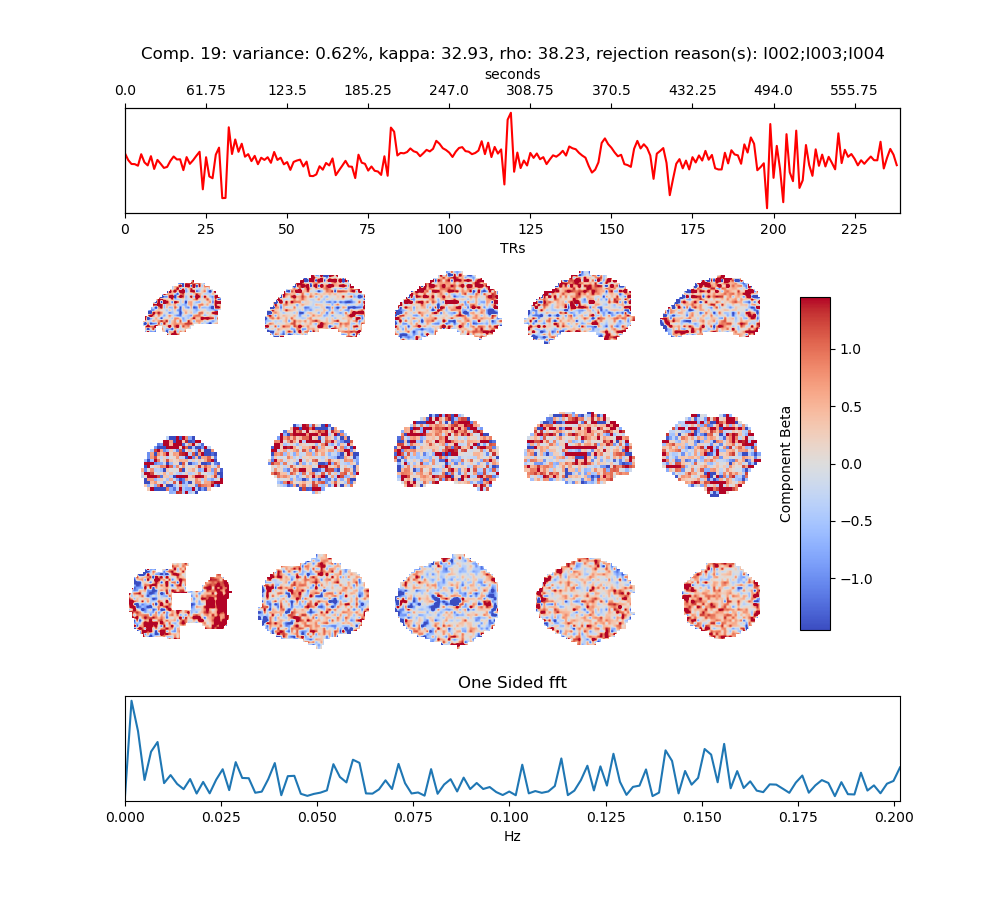 Comp. 19: variance: 0.62%, kappa: 32.93, rho: 38.23, rejection reason(s): I002;I003;I004
seconds
0.0 61.75 123.5 185.25 247.0 308.75 370.5 432.25 494.0 555.75
0 25 50 75 100 125 150 175 200 225
TRs
1.0
0.5
0.0
−0.5
−1.0
Component Beta
One Sided fft
0.000 0.025 0.050 0.075 0.100 0.125 0.150 0.175 0.200
Hz